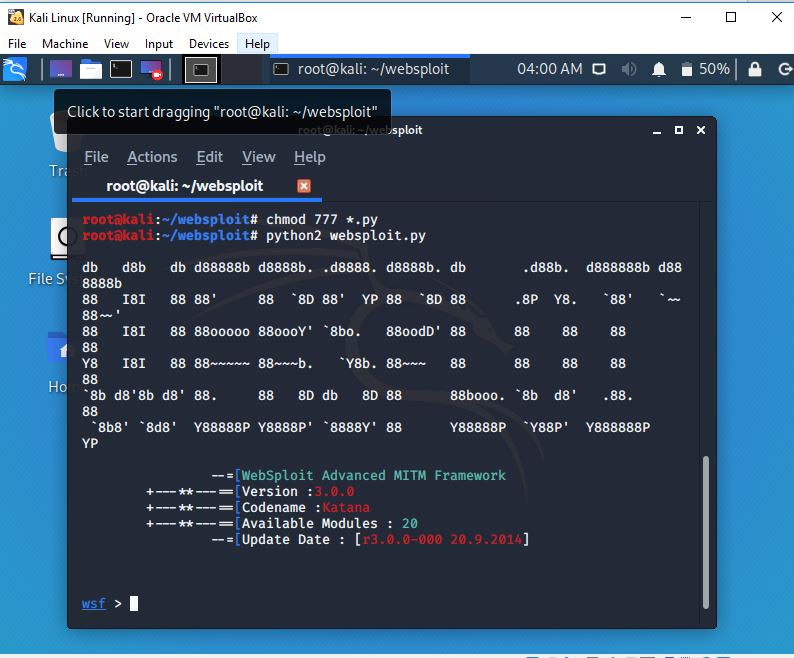 Kali Linux [Running] - Oracle VM VirtualBox
File Machine View Input Devices Help
root@kali: ~/websploit 04:00 AM 50%
Click to start dragging "root@kali: ~/websploit"
root@kali: ~/websploit
File Actions Edit View Help
root@kali: ~/websploit
root@kali:~/websploit# chmod 777 *.py
root@kali:~/websploit# python2 websploit.py
db   d8b   db d88888b d8888b. .d8888. d8888b. db       .d88b.  d888888b d88
8888b
88   I8I   88 88'     88  `8D 88'  YP 88  `8D 88      .8P  Y8.   `88'   `~~
88~~'
88   I8I   88 88ooooo 88oooY' `8bo.   88oodD' 88      88    88    88
88
Y8   I8I   88 88~~~~~ 88~~~b.   `Y8b. 88~~~   88      88    88    88
88
`8b d8'8b d8' 88.     88   8D db   8D 88      88booo. `8b  d8'   .88.
88
 `8b8' `8d8'  Y88888P Y8888P' `8888Y' 88      Y88888P  `Y88P'  Y888888P
YP
--=[WebSploit Advanced MITM Framework
+---**---==[Version :3.0.0
+---**---==[Codename :Katana
+---**---==[Available Modules : 20
--=[Update Date : [r3.0.0-000 20.9.2014]
wsf >
Trash
File Sy
Ho